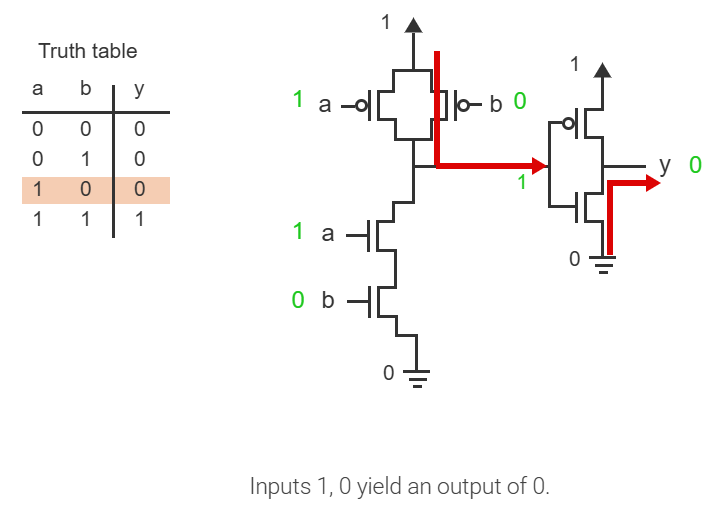 Truth table
a b y
0 0 0
0 1 0
1 0 0
1 1 1
1
1 a
b 0
1
1
y 0
1 a
0 b
0
0
Inputs 1, 0 yield an output of 0.